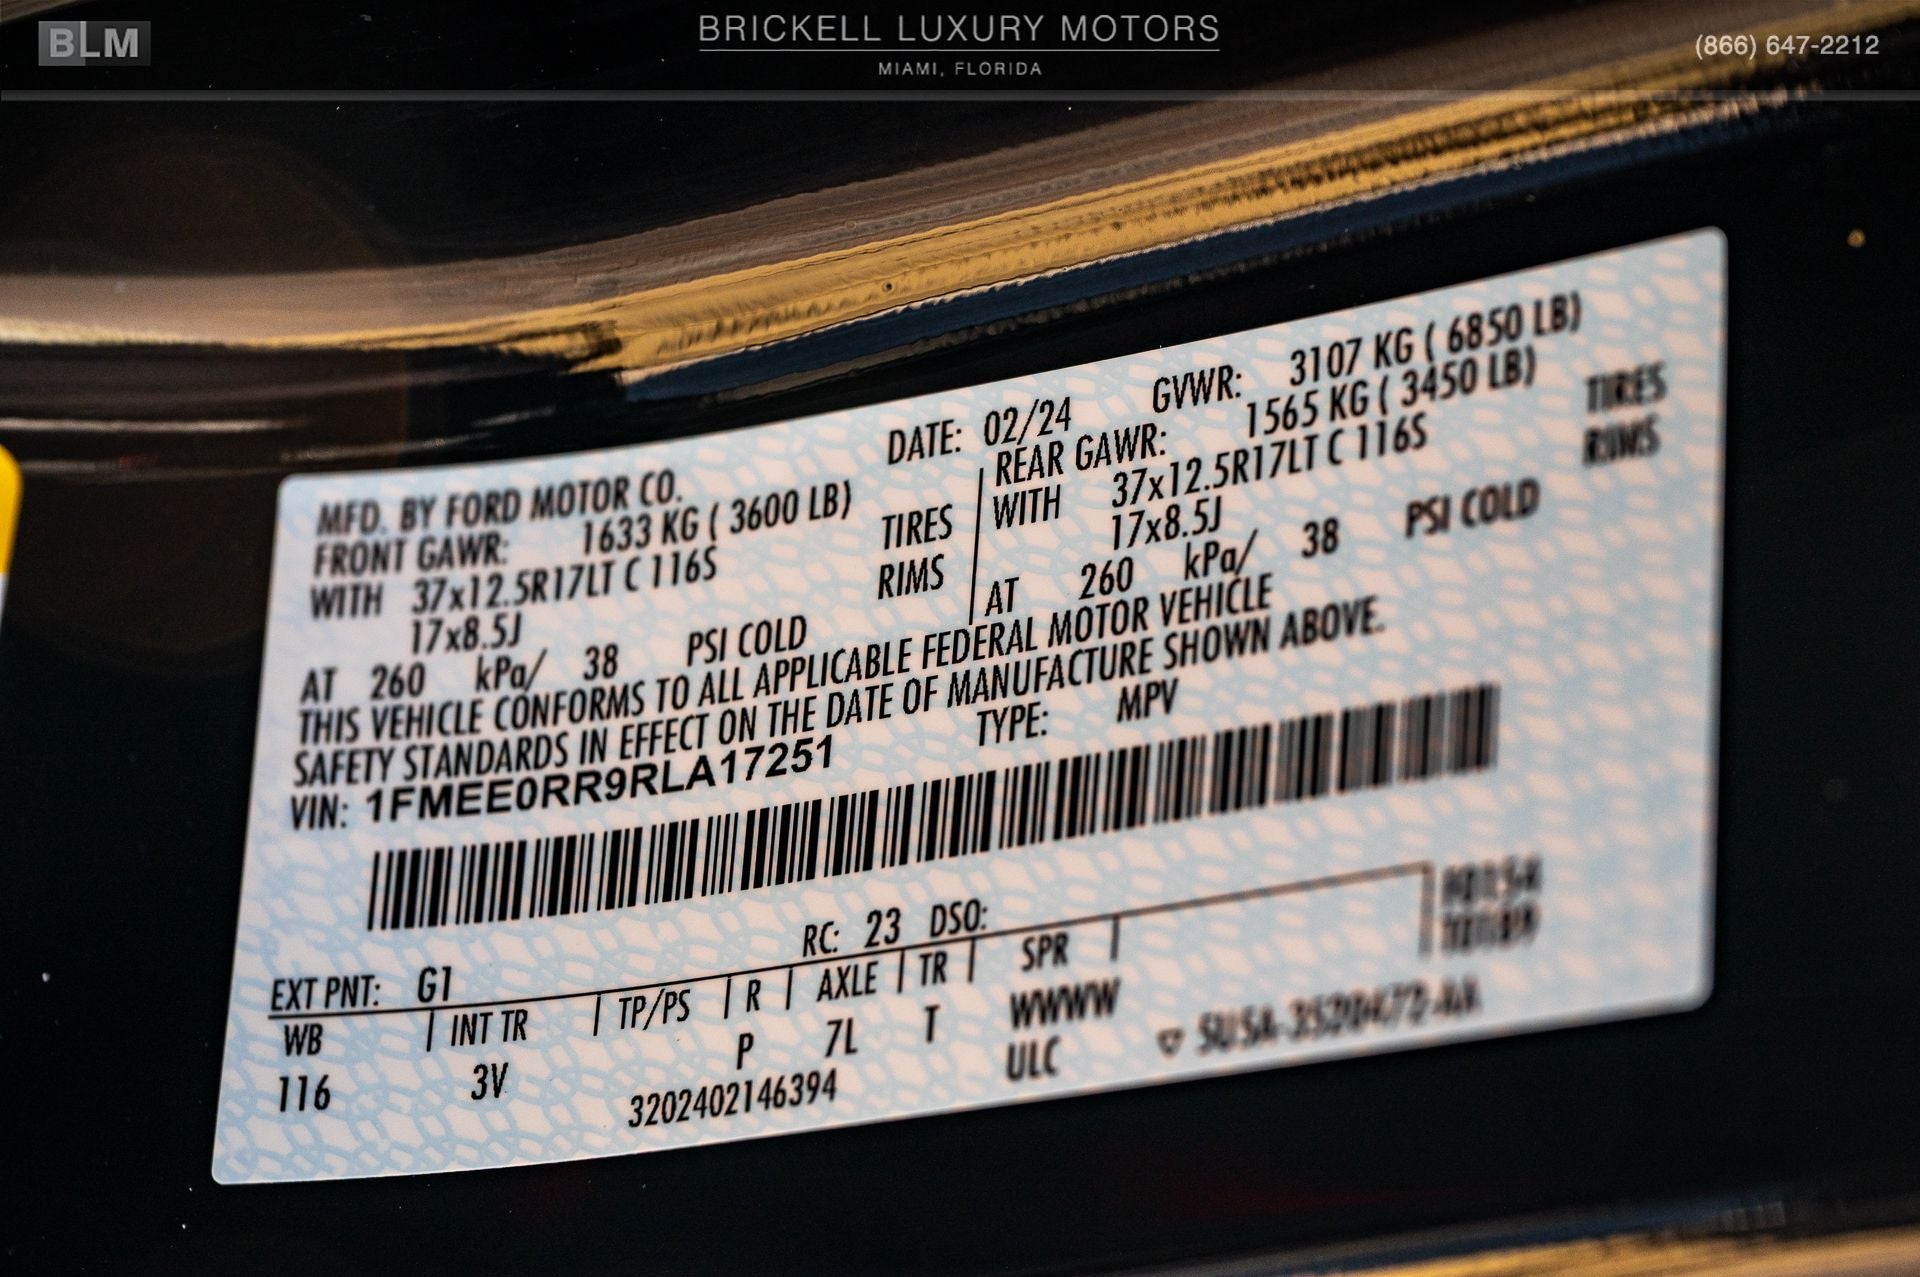 BLM
BRICKELL LUXURY MOTORS
MIAMI, FLORIDA
(866) 647-2212
MFD. BY FORD MOTOR CO. DATE: 02/24 GVWR: 3107 KG ( 6850 LB)
FRONT GAWR: 1633 KG ( 3600 LB)
WITH 37x12.5R17LT C 116S TIRES
17x8.5J RIMS
AT 260 kPa/ 38 PSI COLD
REAR GAWR: 1565 KG ( 3450 LB)
WITH 37x12.5R17LT C 116S TIRES
17x8.5J RIMS
AT 260 kPa/ 38 PSI COLD
THIS VEHICLE CONFORMS TO ALL APPLICABLE FEDERAL MOTOR VEHICLE
SAFETY STANDARDS IN EFFECT ON THE DATE OF MANUFACTURE SHOWN ABOVE.
VIN: 1FMEE0RR9RLA17251 TYPE: MPV
EXT PNT: G1 RC: 23 DSO:
WB | INT TR | TP/PS | R | AXLE | TR | SPR |
116 3V P 7L T WWWW
3202402146394 ULC